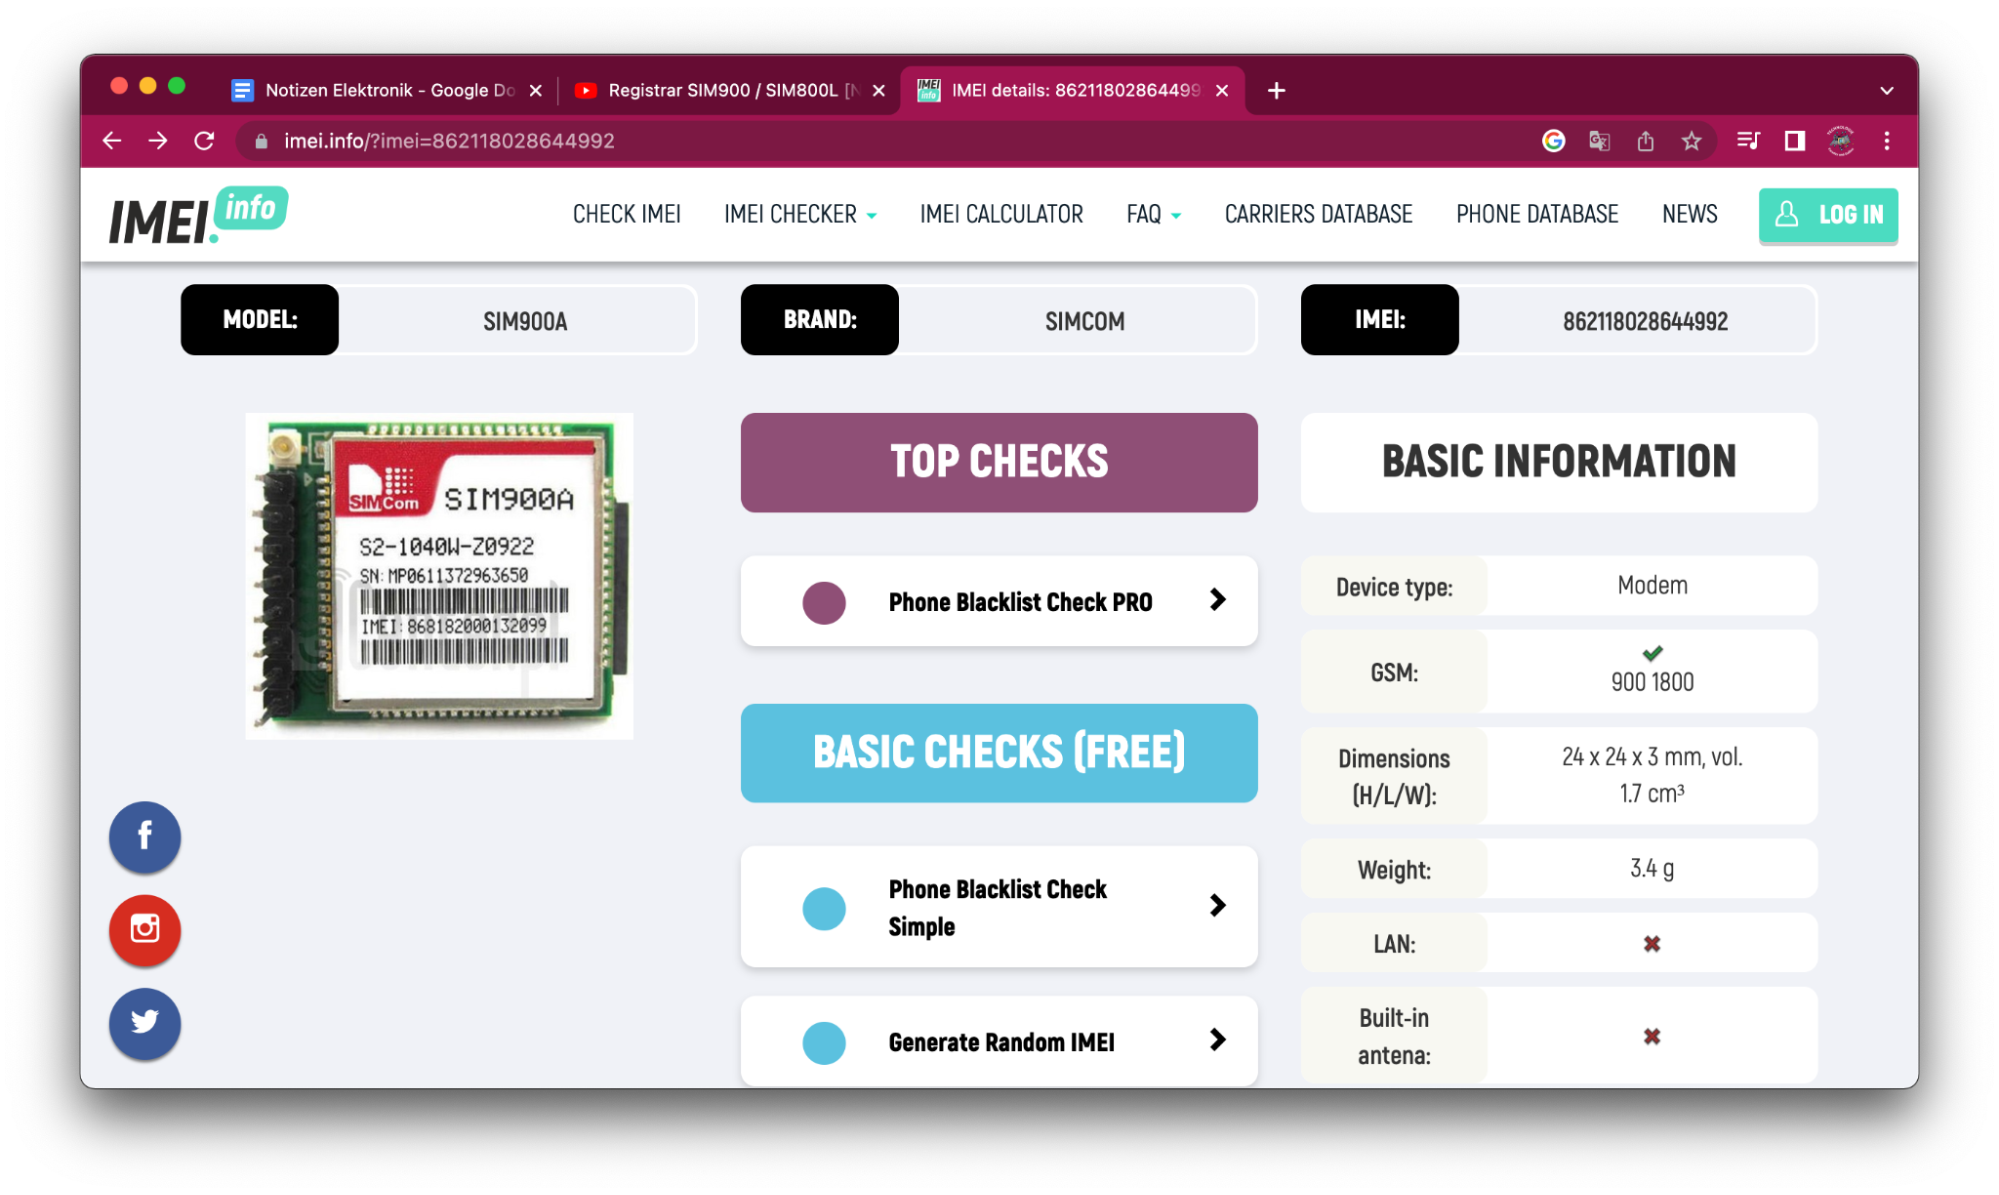 Notizen Elektronik - Google Do
Registrar SIM900 / SIM800L [N
IMEI details: 862118028644992
imei.info/?imei=862118028644992
IMEI.info
CHECK IMEI
IMEI CHECKER
IMEI CALCULATOR
FAQ
CARRIERS DATABASE
PHONE DATABASE
NEWS
LOG IN
MODEL:
SIM900A
BRAND:
SIMCOM
IMEI:
862118028644992
SIMCom
SIM900A
S2-1040W-Z0922
SN:MP0611372963650
IMEI:868182000132099
TOP CHECKS
Phone Blacklist Check PRO
BASIC CHECKS (FREE)
Phone Blacklist Check
Simple
Generate Random IMEI
BASIC INFORMATION
Device type:
Modem
GSM:
900 1800
Dimensions
(H/L/W):
24 x 24 x 3 mm, vol.
1.7 cm³
Weight:
3.4 g
LAN:
Built-in
antena: